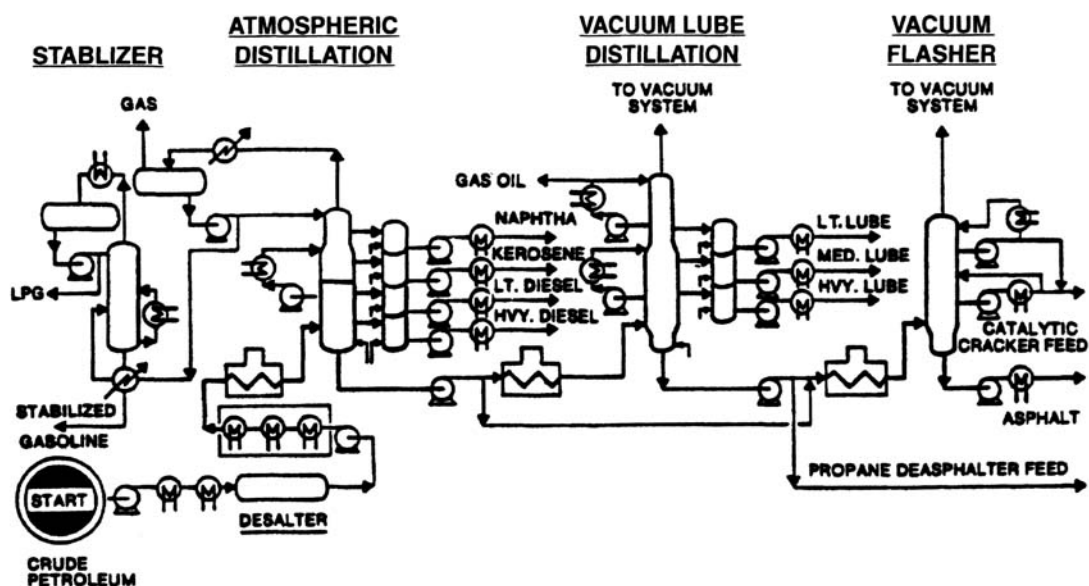 STABLIZER
ATMOSPHERIC
DISTILLATION
VACUUM LUBE
DISTILLATION
VACUUM
FLASHER
GAS
TO VACUUM
SYSTEM
TO VACUUM
SYSTEM
GAS OIL
NAPHTHA
KEROSENE
LT. DIESEL
HVY. DIESEL
LT. LUBE
MED. LUBE
HVY. LUBE
LPG
CATALYTIC
CRACKER FEED
STABILIZED
GASOLINE
ASPHALT
PROPANE DEASPHALTER FEED
START
DESALTER
CRUDE
PETROLEUM